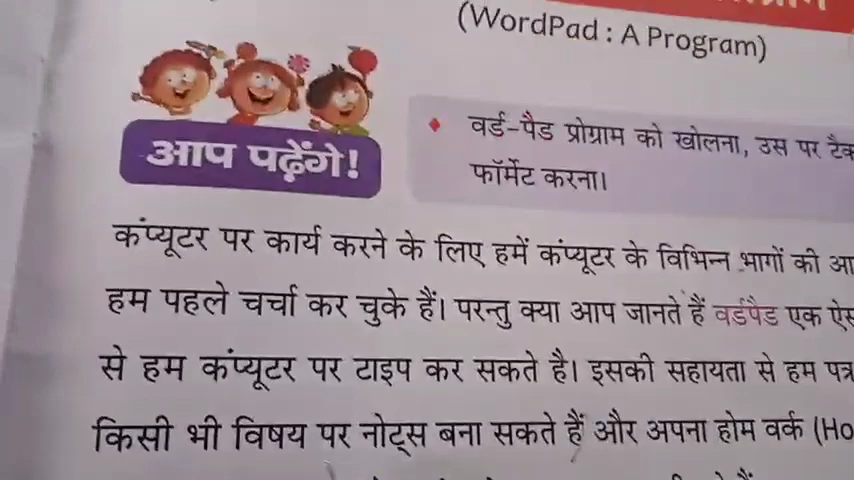 (WordPad : A Program)
आप पढ़ेंगे!
वर्ड-पैड प्रोग्राम को खोलना, उस पर
फॉर्मेट करना।
कंप्यूटर पर कार्य करने के लिए हमें कंप्यूटर के विभिन्न भागों की
हम पहले चर्चा कर चुके हैं। परन्तु क्या आप जानते हैं वर्डपैड एक
से हम कंप्यूटर पर टाइप कर सकते है। इसकी सहायता से हम पत्र
किसी भी विषय पर नोट्स बना सकते हैं और अपना होम वर्क (Ho